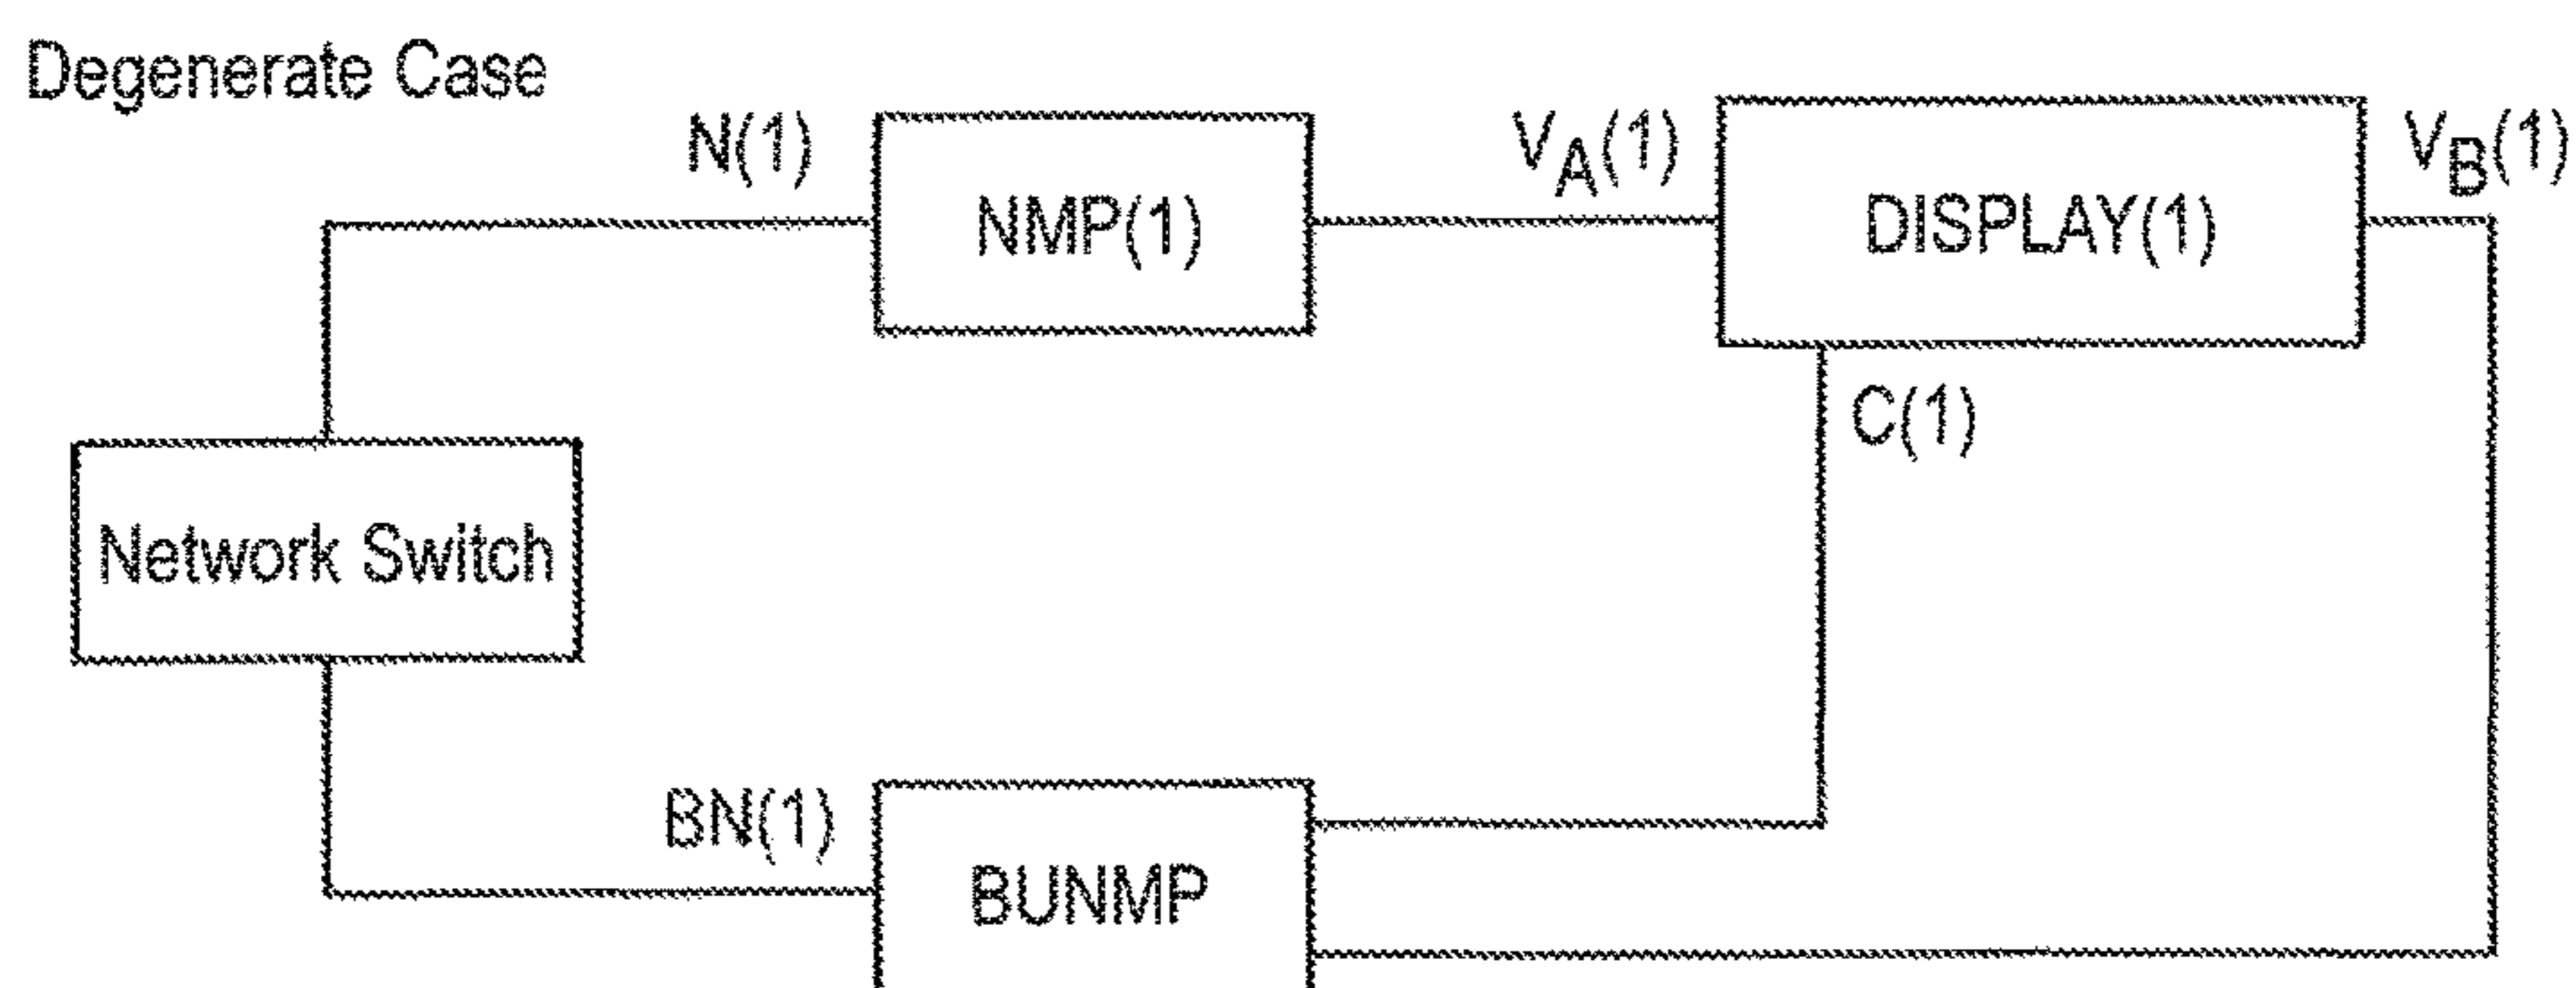 Degenerate Case
N(1)
NMP(1)
VA(1)
DISPLAY(1)
VB(1)
C(1)
Network Switch
BN(1)
BUNMP